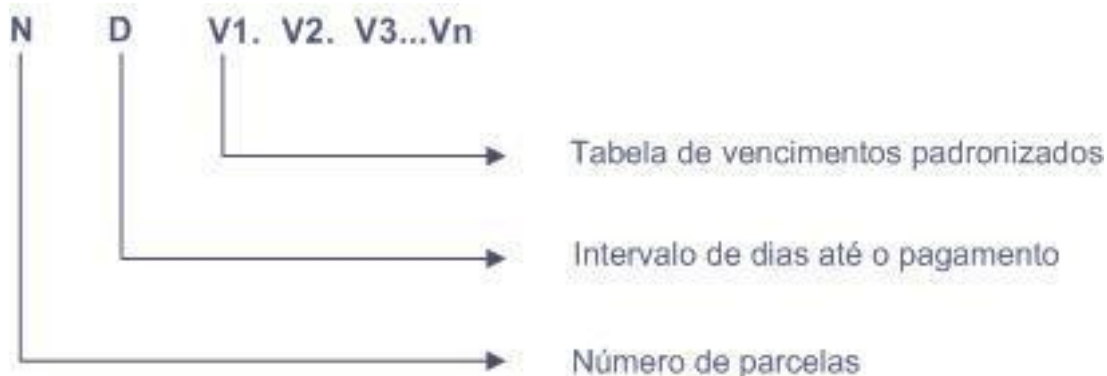 N D V1. V2. V3...Vn
Tabela de vencimentos padronizados
Intervalo de dias até o pagamento
Número de parcelas